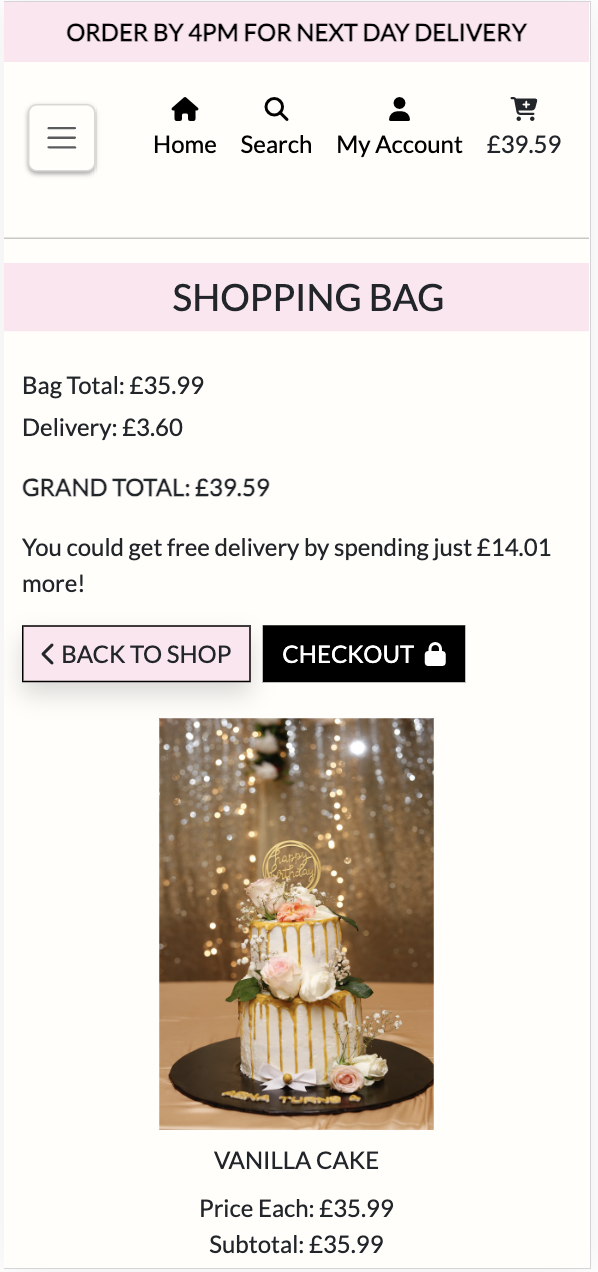 ORDER BY 4PM FOR NEXT DAY DELIVERY
Home Search My Account £39.59
SHOPPING BAG
Bag Total: £35.99
Delivery: £3.60
GRAND TOTAL: £39.59
You could get free delivery by spending just £14.01
more!
BACK TO SHOP CHECKOUT
happy
birthday
TURNS
VANILLA CAKE
Price Each: £35.99
Subtotal: £35.99